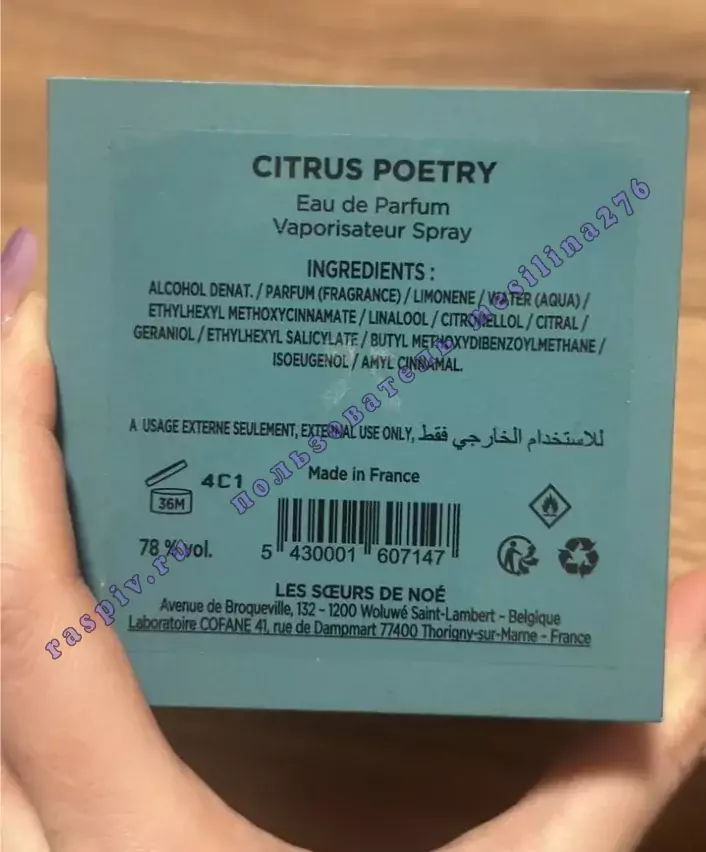 CITRUS POETRY
Eau de Parfum
Vaporisateur Spray
INGREDIENTS :
ALCOHOL DENAT. / PARFUM (FRAGRANCE) / LIMONENE / WATER (AQUA) /
ETHYLHEXYL METHOXYCINNAMATE / LINALOOL / CITRONELLOL / CITRAL /
GERANIOL / ETHYLHEXYL SALICYLATE / BUTYL METHOXYDIBENZOYLMETHANE /
ISOEUGENOL / AMYL CINNAMAL.
A USAGE EXTERNE SEULEMENT, EXTERNAL USE ONLY, للاستخدام الخارجي فقط
36M
4C1
Made in France
78 % vol.
5 430001 607147
LES SŒURS DE NOÉ
Avenue de Broqueville, 132 - 1200 Woluwé Saint-Lambert - Belgique
Laboratoire COFANE 41, rue de Dampmart 77400 Thorigny-sur-Marne - France
raspiv.ru пользователь mesilina276